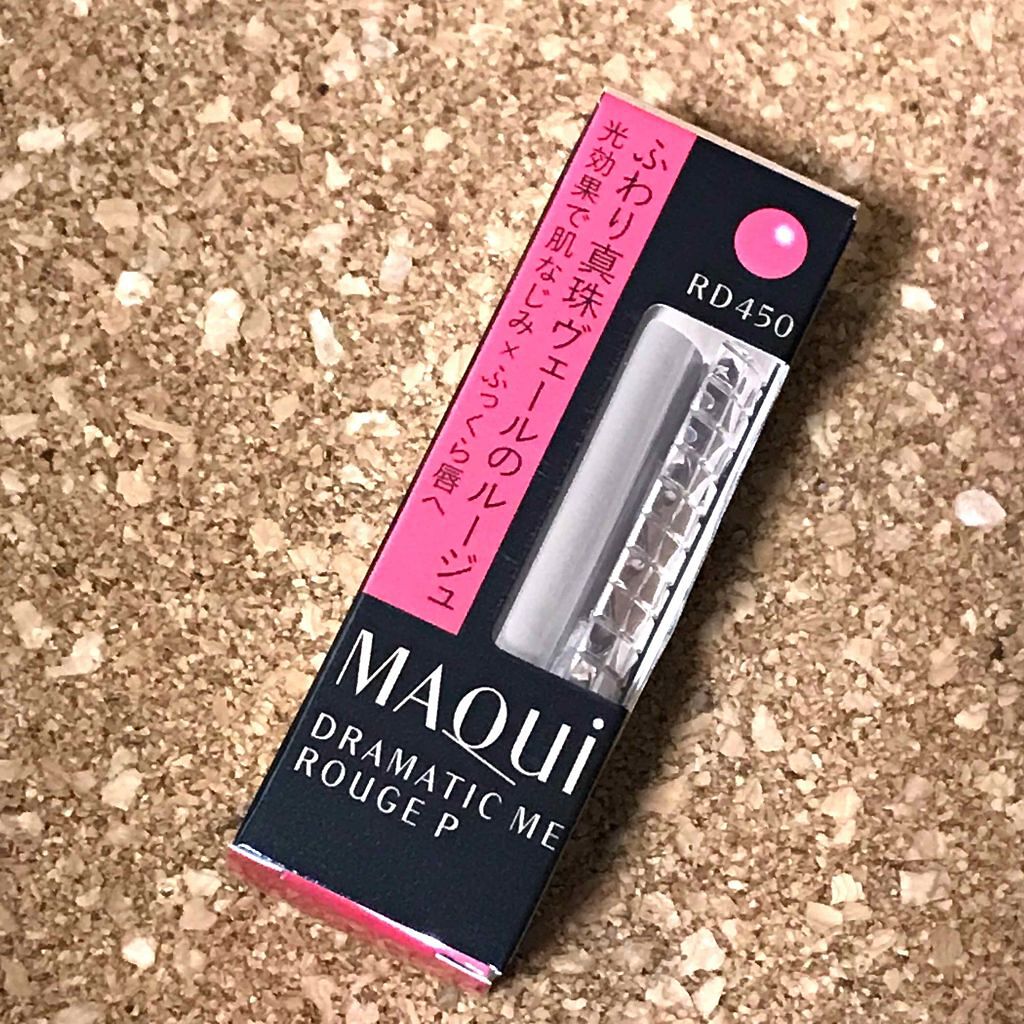 ふわり真珠ヴェールのルージュ
光効果で肌なじみ×ふっくら唇へ
RD450
MAQUi
DRAMATIC ME
ROUGE P